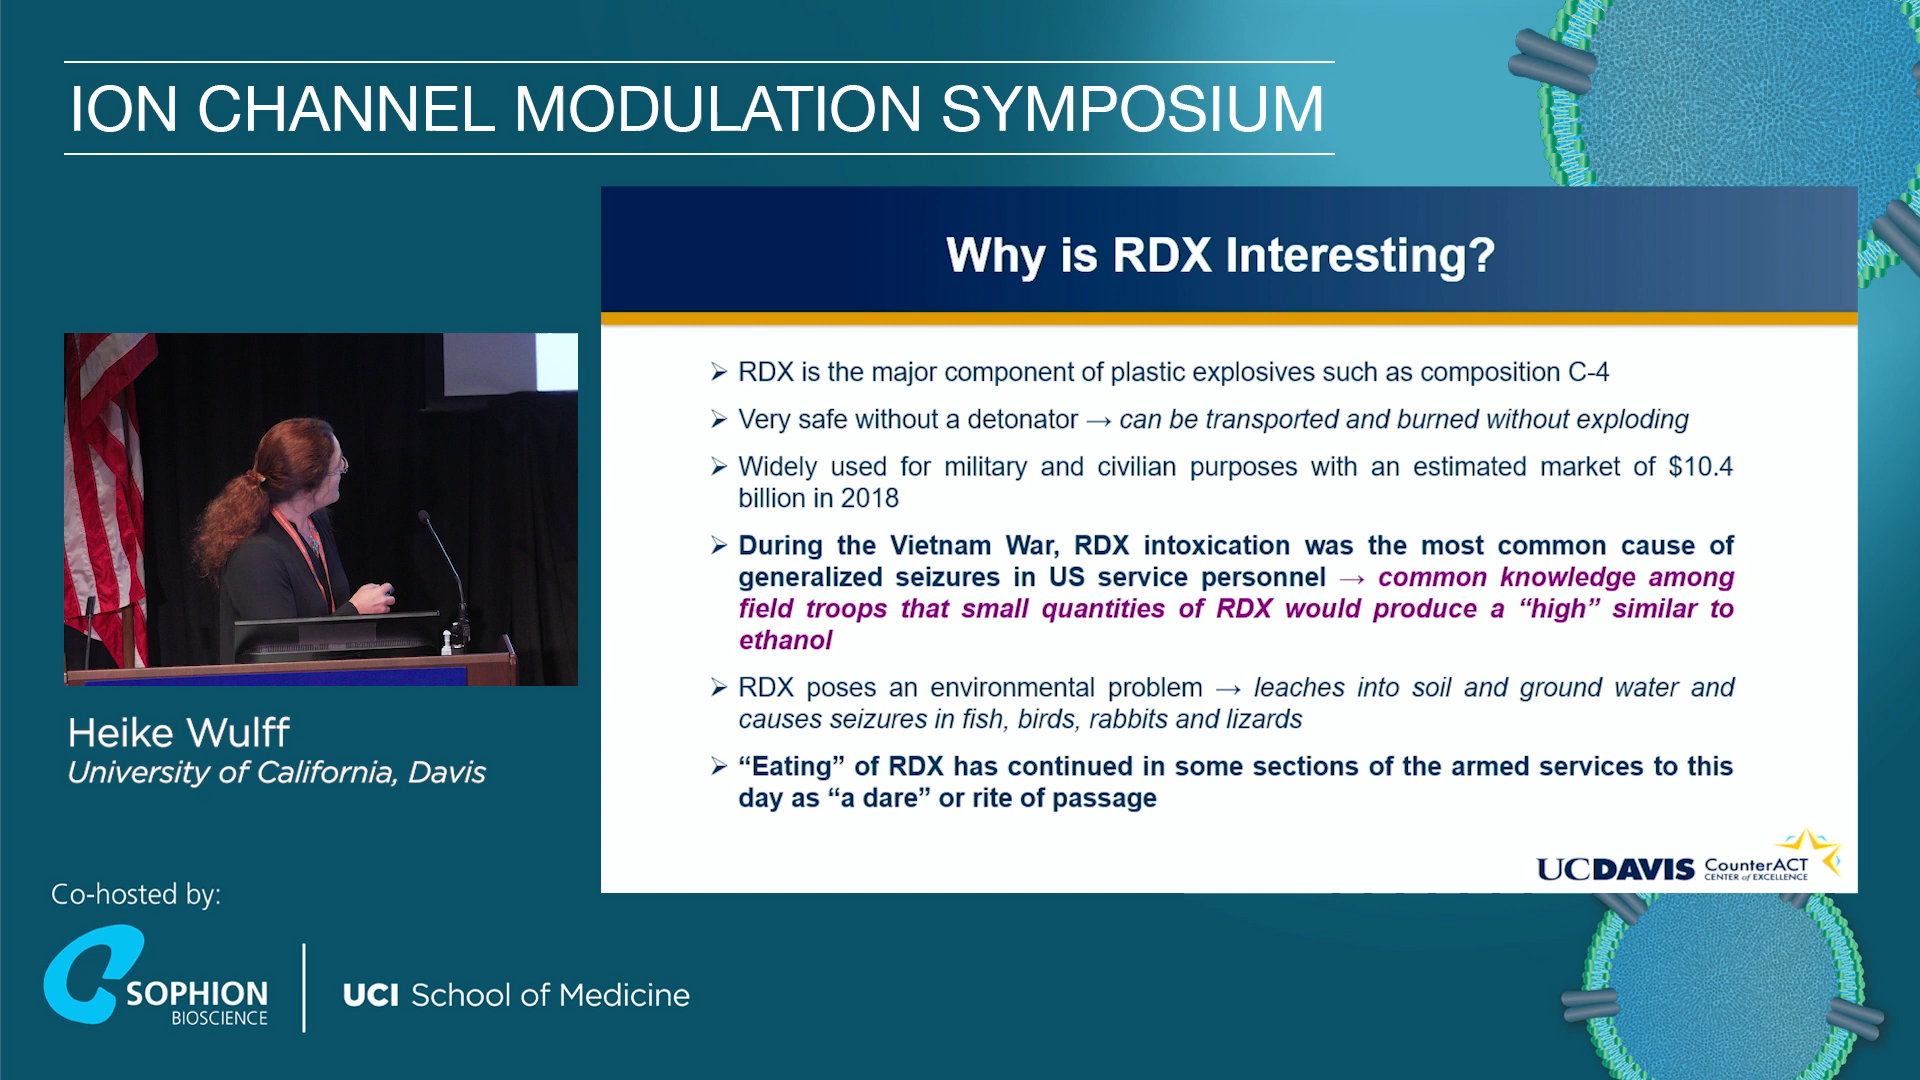 ION CHANNEL MODULATION SYMPOSIUM
Why is RDX Interesting?
➢ RDX is the major component of plastic explosives such as composition C-4
➢ Very safe without a detonator → can be transported and burned without exploding
➢ Widely used for military and civilian purposes with an estimated market of $10.4
billion in 2018
➢ During the Vietnam War, RDX intoxication was the most common cause of
generalized seizures in US service personnel → common knowledge among
field troops that small quantities of RDX would produce a “high” similar to
ethanol
➢ RDX poses an environmental problem → leaches into soil and ground water and
causes seizures in fish, birds, rabbits and lizards
➢ “Eating” of RDX has continued in some sections of the armed services to this
day as “a dare” or rite of passage
UCDAVIS
CounterACT
CENTER of EXCELLENCE
Heike Wulff
University of California, Davis
Co-hosted by:
SOPHION
BIOSCIENCE
UCI School of Medicine